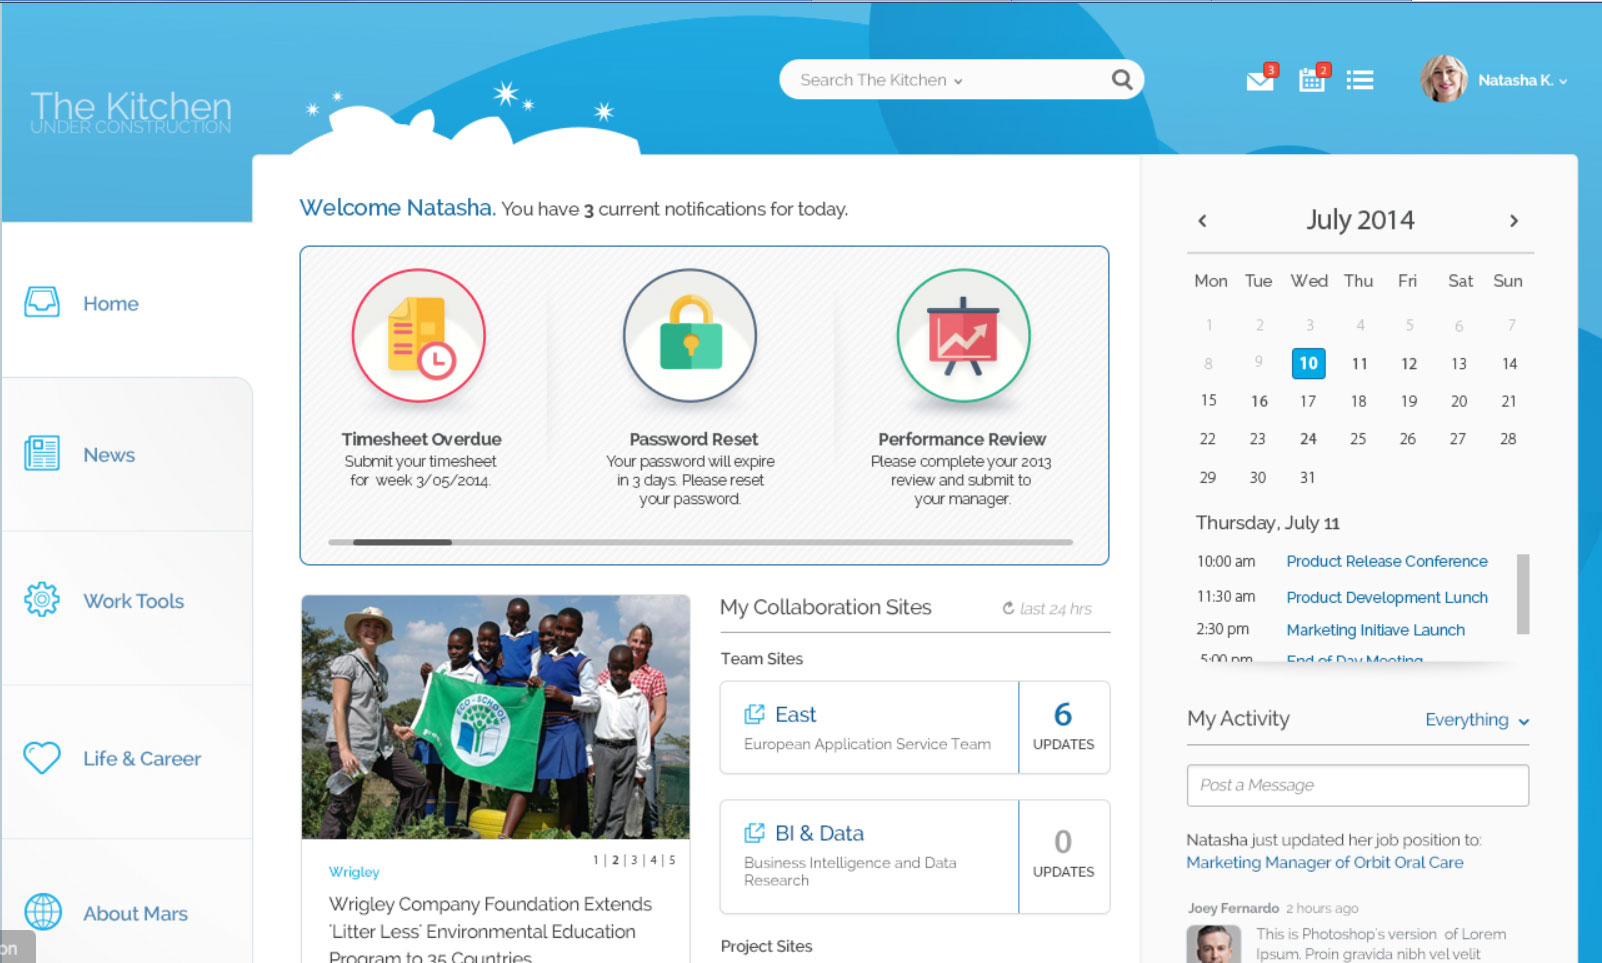 The Kitchen
UNDER CONSTRUCTION
Search The Kitchen
3
2
Natasha K.
Home
News
Work Tools
Life & Career
About Mars
on
Welcome Natasha. You have 3 current notifications for today.
Timesheet Overdue
Submit your timesheet
for week 3/05/2014.
Password Reset
Your password will expire
in 3 days. Please reset
your password.
Performance Review
Please complete your 2013
review and submit to
your manager.
ECO-SCHOOL
1 | 2 | 3 | 4 | 5
Wrigley
Wrigley Company Foundation Extends
'Litter Less' Environmental Education
Program to 35 Countries
My Collaboration Sites
last 24 hrs
Team Sites
East
European Application Service Team
6
UPDATES
BI & Data
Business Intelligence and Data
Research
0
UPDATES
Project Sites
July 2014
Mon Tue Wed Thu Fri Sat Sun
1 2 3 4 5 6 7
8 9 10 11 12 13 14
15 16 17 18 19 20 21
22 23 24 25 26 27 28
29 30 31
Thursday, July 11
10:00 am Product Release Conference
11:30 am Product Development Lunch
2:30 pm Marketing Initiave Launch
5:00 pm End of Day Meeting
My Activity
Everything
Post a Message
Natasha just updated her job position to:
Marketing Manager of Orbit Oral Care
Joey Fernardo 2 hours ago
This is Photoshop's version of Lorem
Ipsum. Proin gravida nibh vel velit